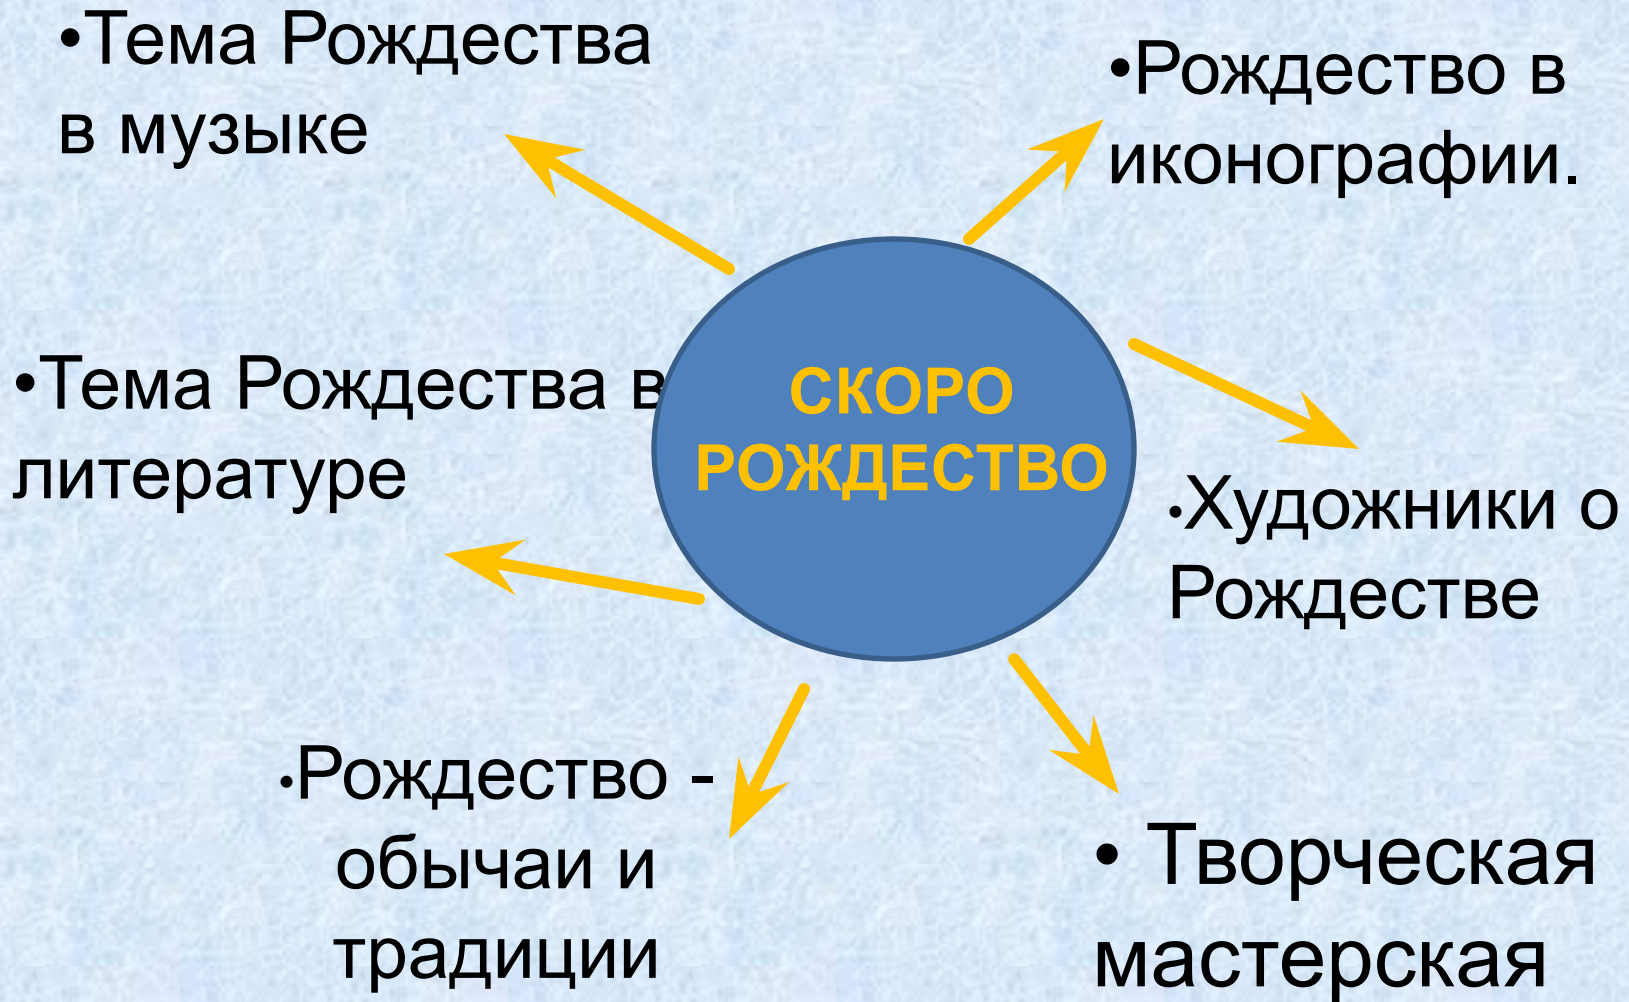 •Тема Рождества
в музыке
•Рождество в
иконографии.
•Тема Рождества в
литературе
СКОРО
РОЖДЕСТВО
•Художники о
Рождестве
•Рождество -
обычаи и
традиции
• Творческая
мастерская